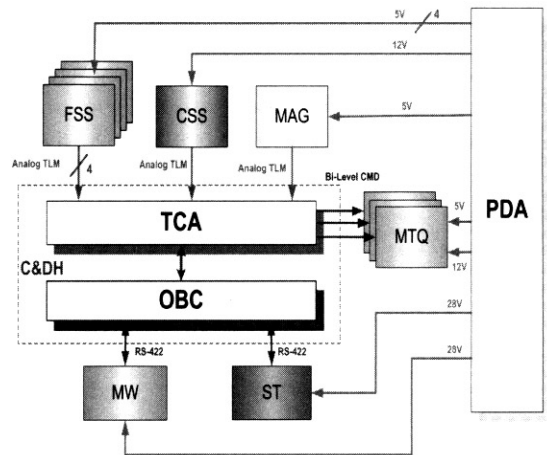 5V
4
12V
FSS
CSS
MAG
5V
Analog TLM
4
Analog TLM
Analog TLM
Bi-Level CMD
PDA
TCA
MTQ
5V
12V
C&DH
OBC
28V
RS-422
RS-422
28V
MW
ST